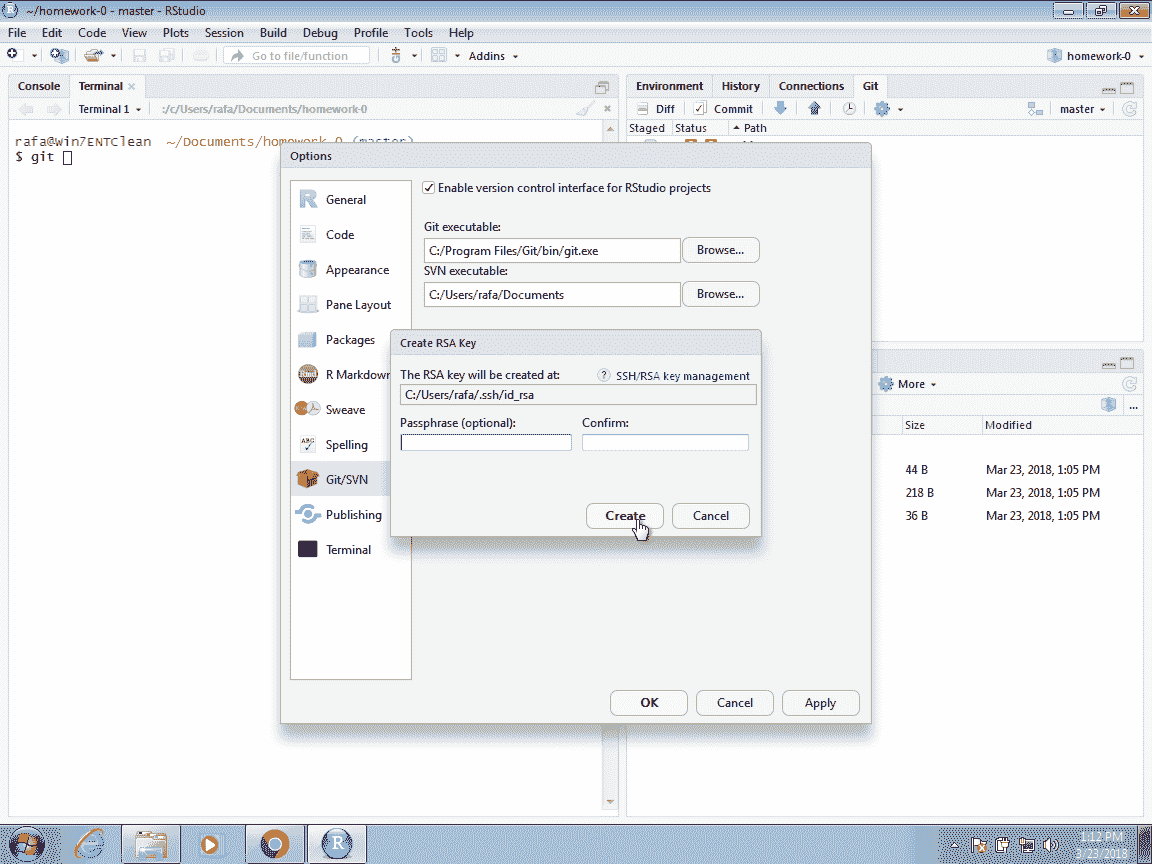 ~/homework-0 - master - RStudio
File Edit Code View Plots Session Build Debug Profile Tools Help
Go to file/function Addins homework-0
Console Terminal Environment History Connections Git
Terminal 1 :/c/Users/rafa/Documents/homework-0 Diff Commit master
Staged Status Path
rafa@Win7ENTClean ~/Documents/homework-0 (master)
$ git
Options
General
Code
Appearance
Pane Layout
Packages
R Markdown
Sweave
Spelling
Git/SVN
Publishing
Terminal
Enable version control interface for RStudio projects
Git executable:
C:/Program Files/Git/bin/git.exe Browse...
SVN executable:
C:/Users/rafa/Documents Browse...
Create RSA Key
The RSA key will be created at: SSH/RSA key management
C:/Users/rafa/.ssh/id_rsa
Passphrase (optional): Confirm:
Create Cancel
OK Cancel Apply
More
...
Size Modified
44 B Mar 23, 2018, 1:05 PM
218 B Mar 23, 2018, 1:05 PM
36 B Mar 23, 2018, 1:05 PM
1:12 PM
3/23/2018